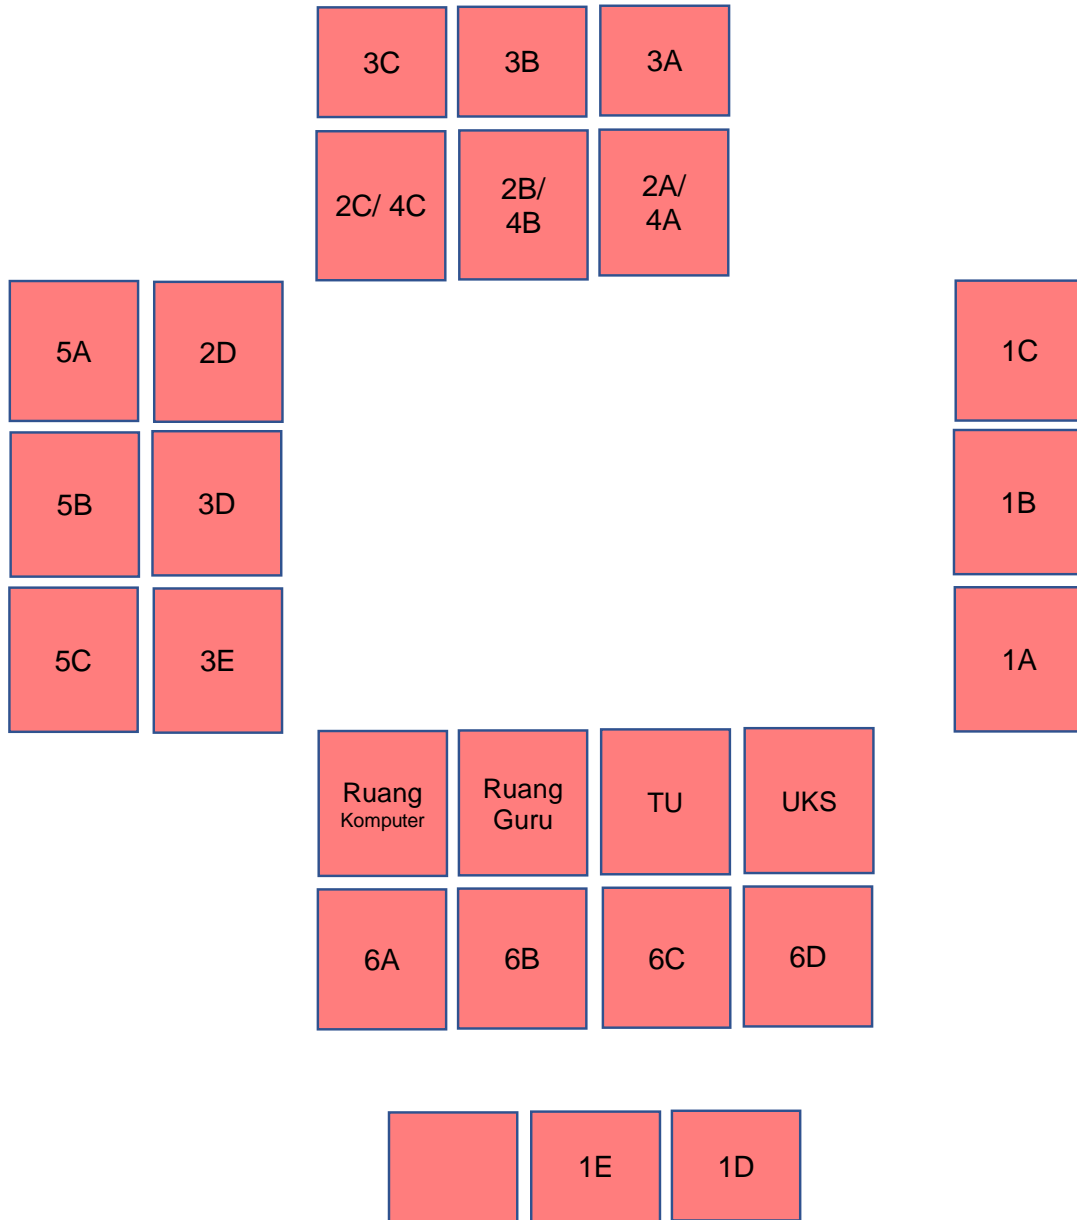 3C
3B
3A
2C/ 4C
2B/
4B
2A/
4A
5A
2D
1C
5B
3D
1B
5C
3E
1A
Ruang
Komputer
Ruang
Guru
TU
UKS
6A
6B
6C
6D
1E
1D